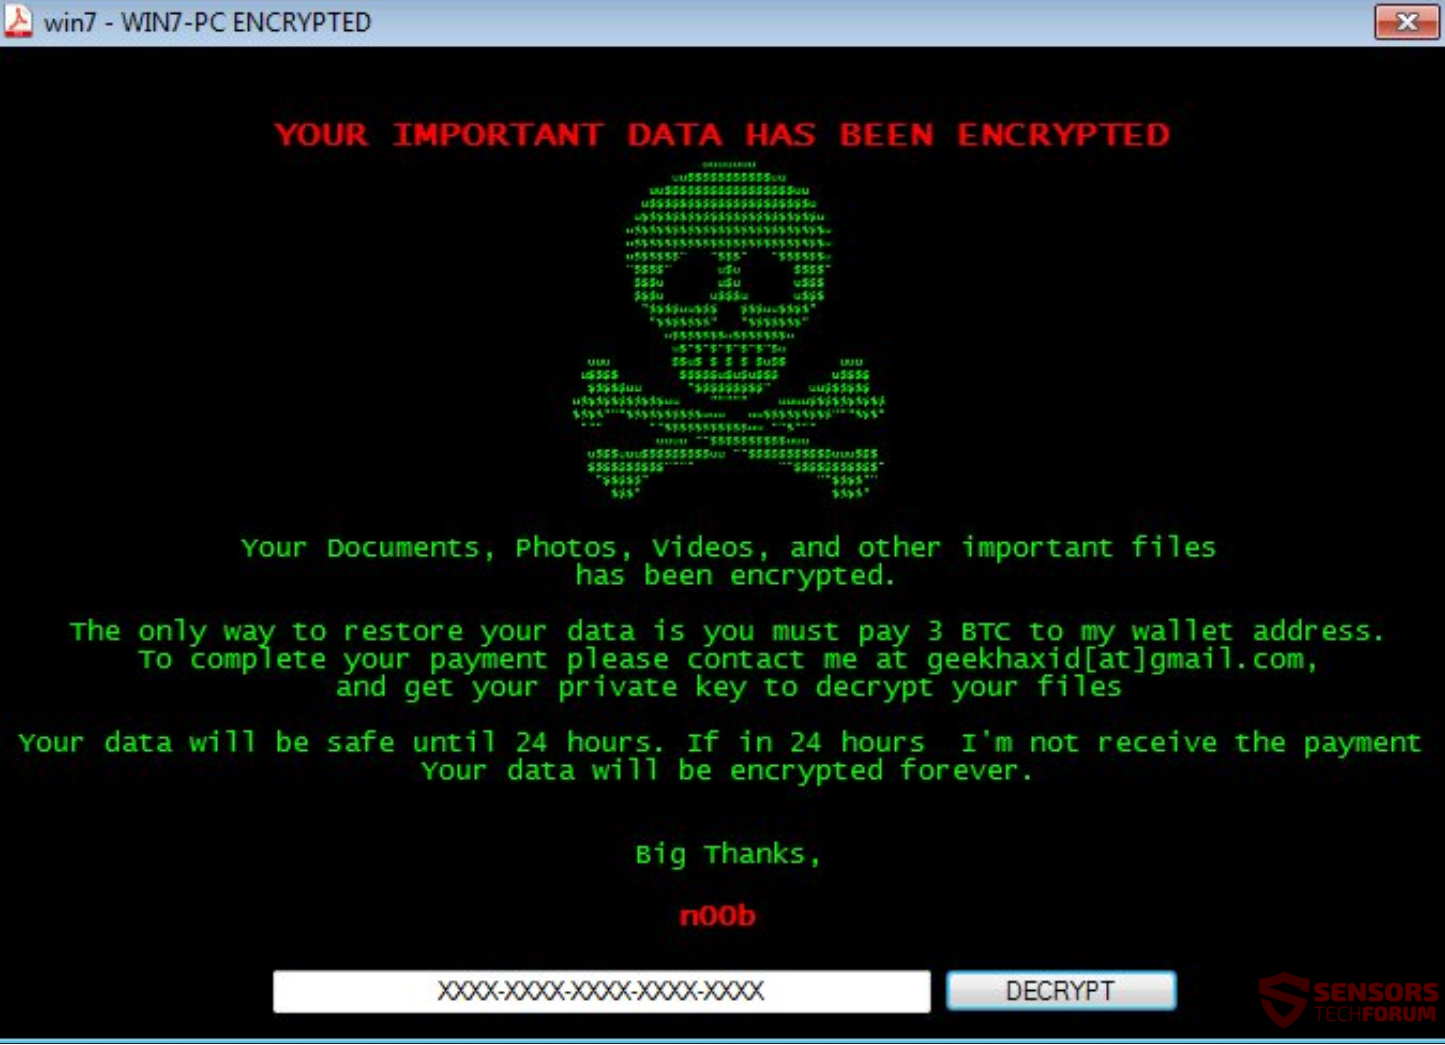 win7 - WIN7-PC ENCRYPTED
YOUR IMPORTANT DATA HAS BEEN ENCRYPTED
Your Documents, Photos, Videos, and other important files
has been encrypted.
The only way to restore your data is you must pay 3 BTC to my wallet address.
To complete your payment please contact me at geekhaxid[at]gmail.com,
and get your private key to decrypt your files
Your data will be safe until 24 hours. If in 24 hours  I'm not receive the payment
Your data will be encrypted forever.
Big Thanks,
n00b
XXXX-XXXX-XXXX-XXXX-XXXX
DECRYPT
SENSORS
TECHFORUM